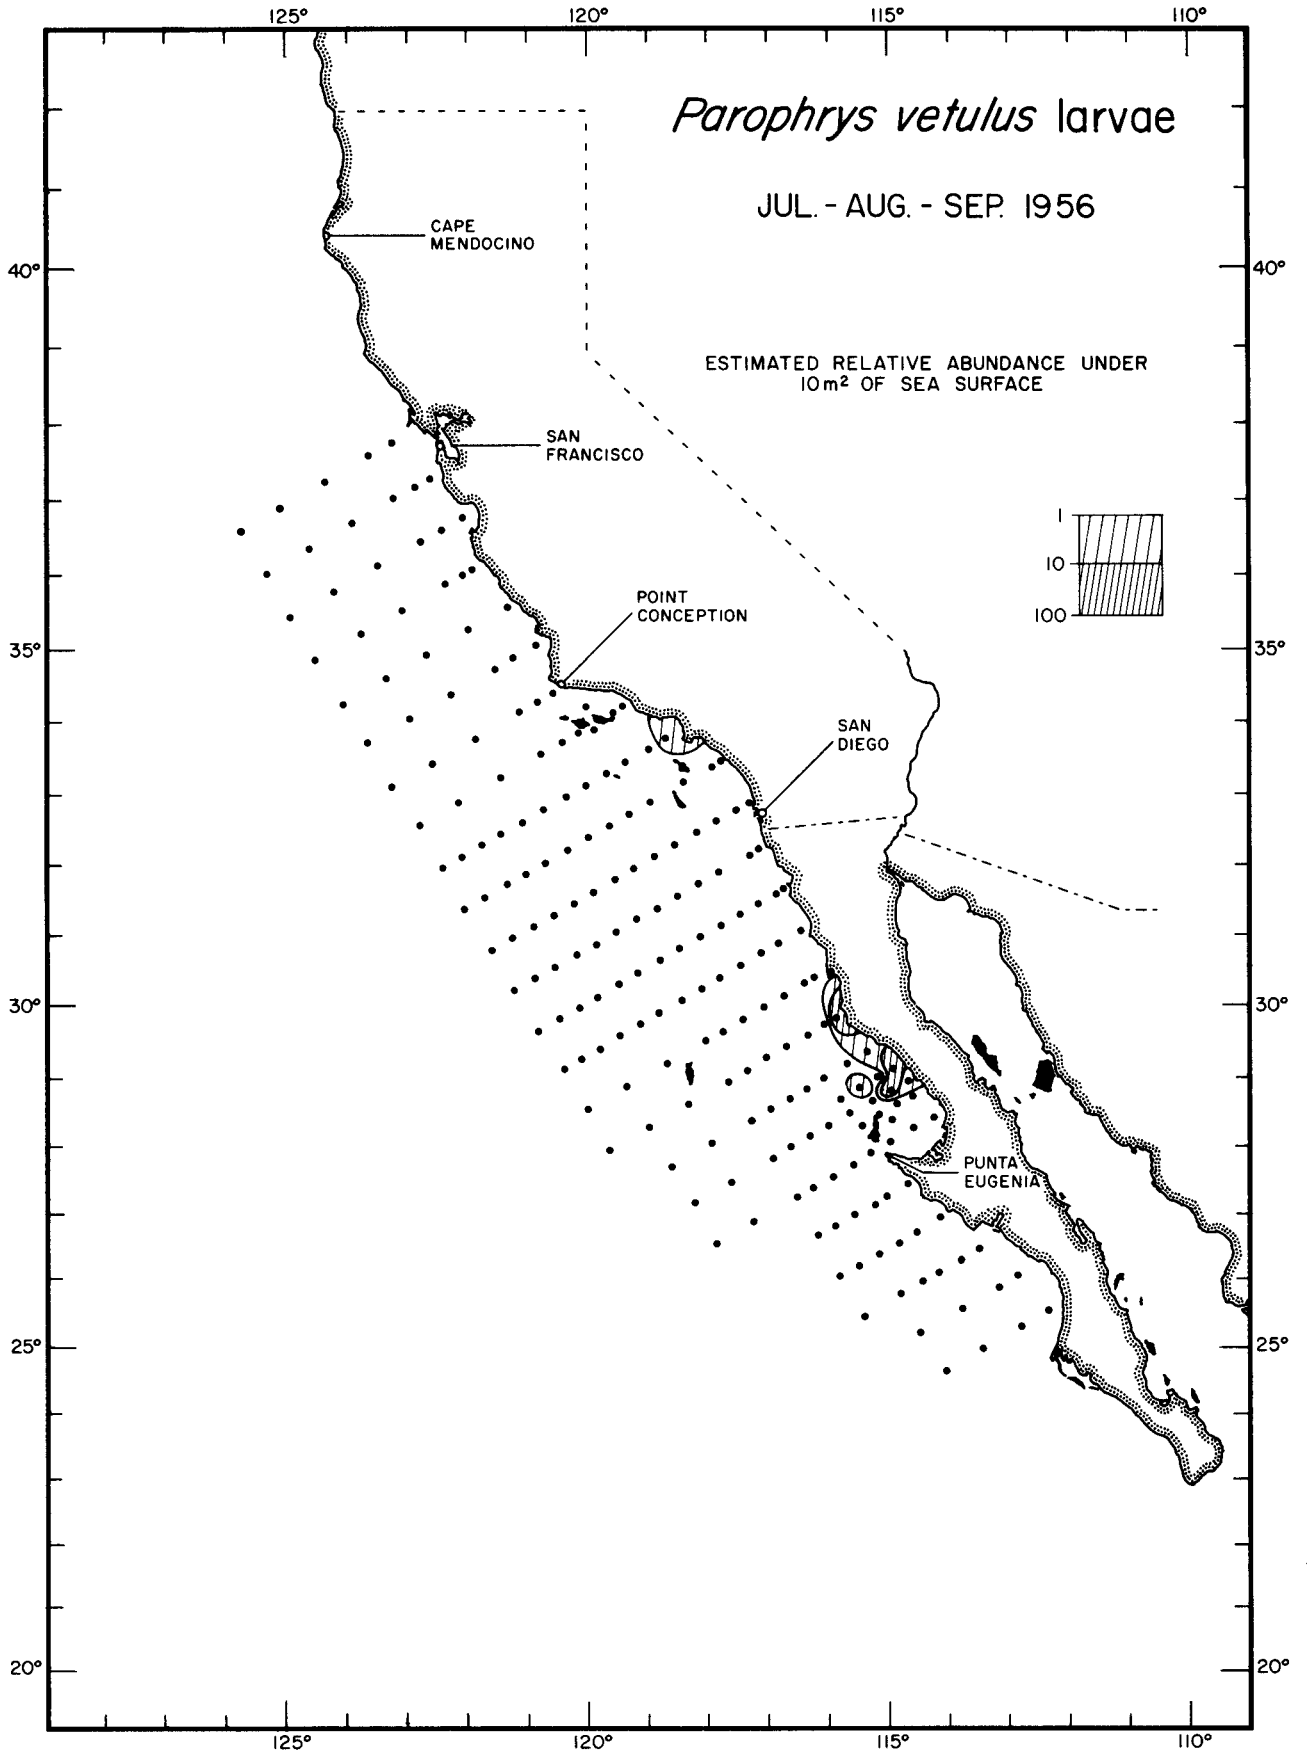 125° 120° 115° 110°
Parophrys vetulus larvae
JUL. - AUG. - SEP. 1956
CAPE
MENDOCINO
40° 40°
ESTIMATED RELATIVE ABUNDANCE UNDER
10m² OF SEA SURFACE
SAN
FRANCISCO
1
10
100
POINT
CONCEPTION
35° 35°
SAN
DIEGO
30° 30°
PUNTA
EUGENIA
25° 25°
20° 20°
125° 120° 115° 110°